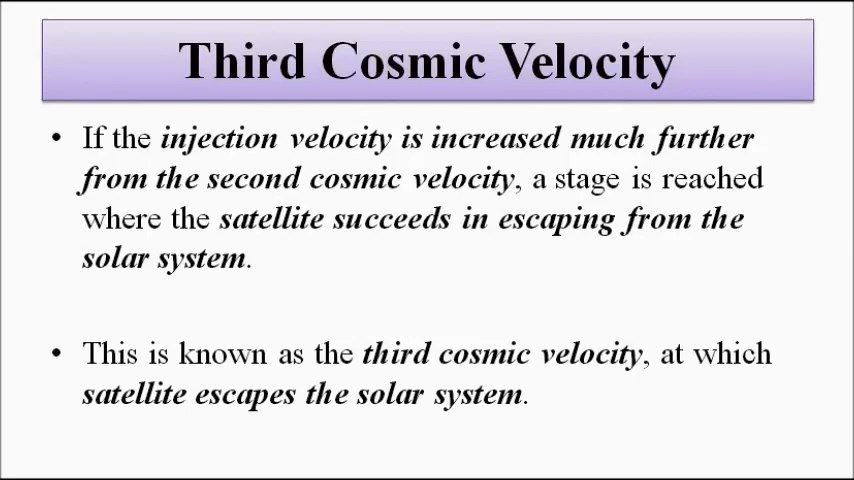 Third Cosmic Velocity
• If the injection velocity is increased much further
from the second cosmic velocity, a stage is reached
where the satellite succeeds in escaping from the
solar system.
• This is known as the third cosmic velocity, at which
satellite escapes the solar system.